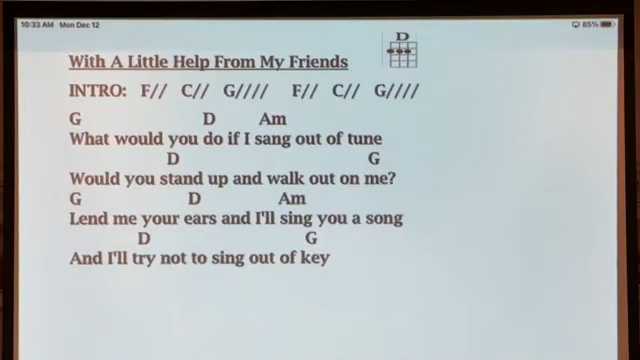 10:33 AM Mon Dec 12
85%
With A Little Help From My Friends
D
INTRO: F// C// G//// F// C// G////
G D Am
What would you do if I sang out of tune
D G
Would you stand up and walk out on me?
G D Am
Lend me your ears and I'll sing you a song
D G
And I'll try not to sing out of key